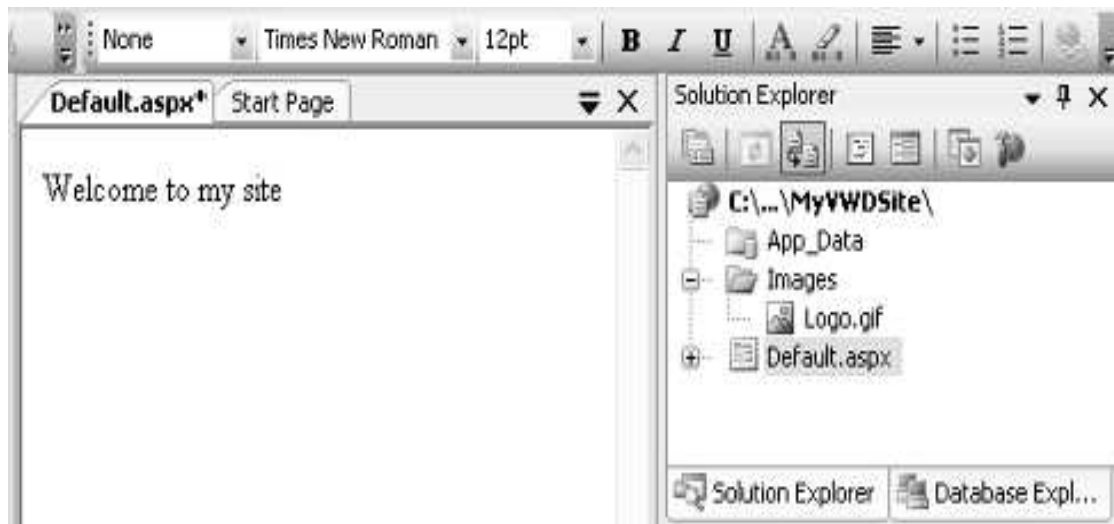 None Times New Roman 12pt B I U A
Default.aspx* Start Page
Welcome to my site
Solution Explorer
C:\...\MyVWDSite\
App_Data
Images
Logo.gif
Default.aspx
Solution Explorer Database Expl...